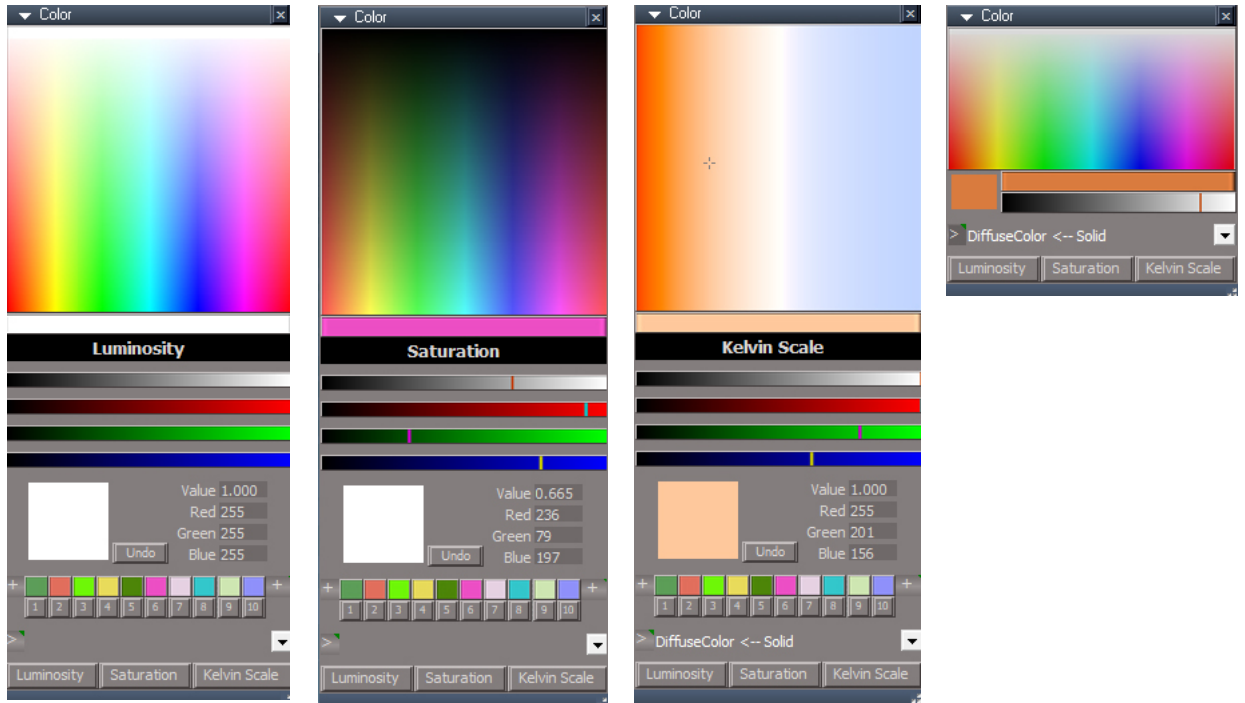 Color
Luminosity
Value 1.000
Red 255
Green 255
Undo Blue 255
+ +
1 2 3 4 5 6 7 8 9 10
>
Luminosity Saturation Kelvin Scale
Color
Saturation
Value 0.665
Red 236
Green 79
Undo Blue 197
+ +
1 2 3 4 5 6 7 8 9 10
>
Luminosity Saturation Kelvin Scale
Color
Kelvin Scale
Value 1.000
Red 255
Green 201
Undo Blue 156
+ +
1 2 3 4 5 6 7 8 9 10
> DiffuseColor <-- Solid
Luminosity Saturation Kelvin Scale
Color
> DiffuseColor <-- Solid
Luminosity Saturation Kelvin Scale